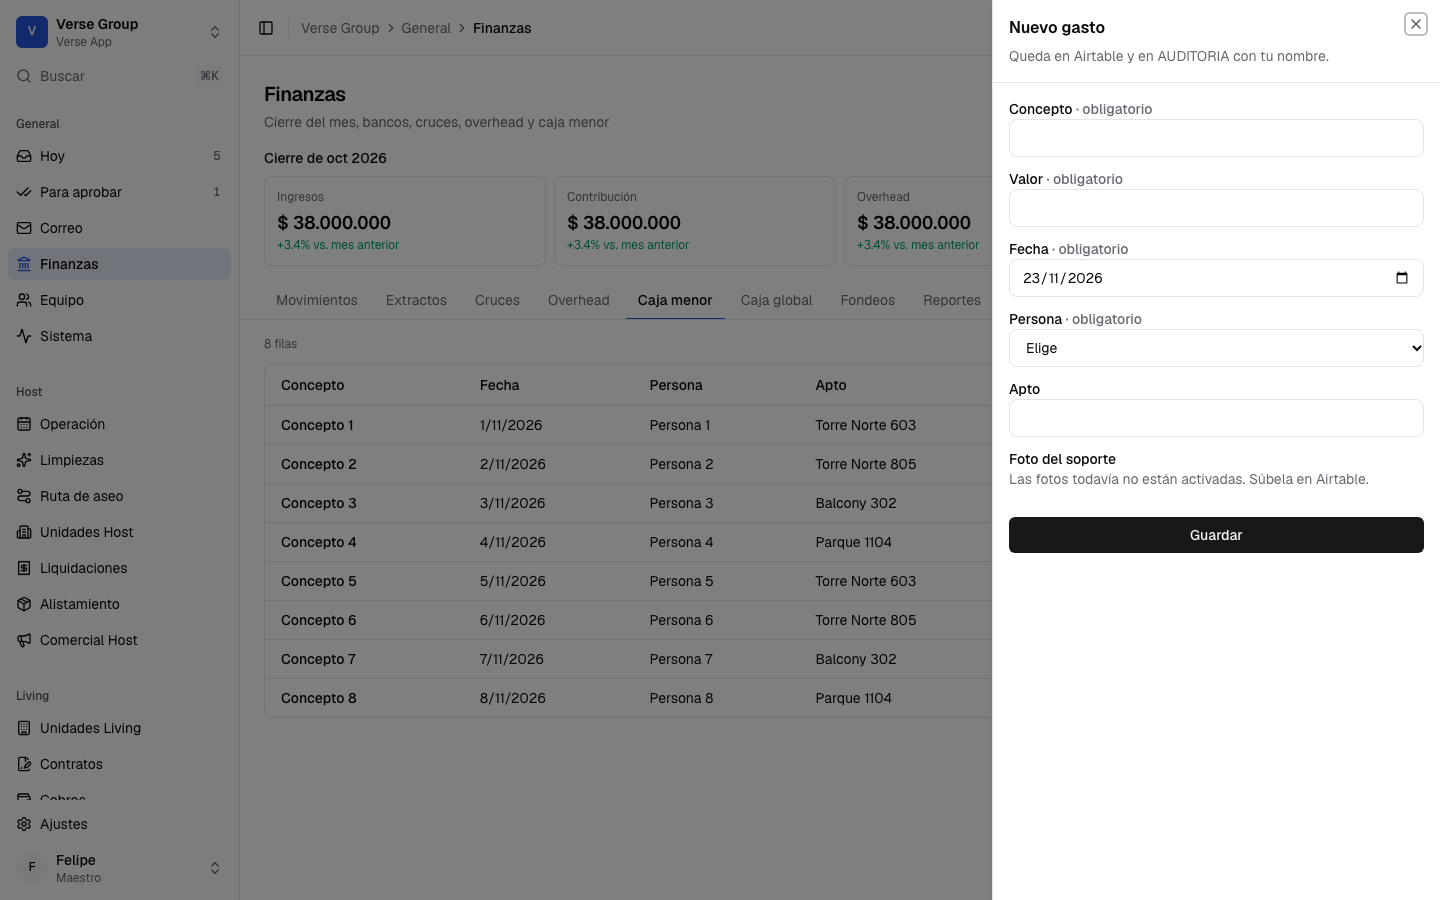 Verse Group
Verse App
Buscar ⌘K
General
Hoy 5
Para aprobar 1
Correo
Finanzas
Equipo
Sistema
Host
Operación
Limpiezas
Ruta de aseo
Unidades Host
Liquidaciones
Alistamiento
Comercial Host
Living
Unidades Living
Contratos
Cobros
Ajustes
F
Felipe
Maestro
V
Verse Group > General > Finanzas
Finanzas
Cierre del mes, bancos, cruces, overhead y caja menor
Cierre de oct 2026
Ingresos
$ 38.000.000
+3.4% vs. mes anterior
Contribución
$ 38.000.000
+3.4% vs. mes anterior
Overhead
$ 38.000.000
+3.4% vs. mes anterior
Movimientos Extractos Cruces Overhead Caja menor Caja global Fondeos Reportes
8 filas
Concepto Fecha Persona Apto
Concepto 1 1/11/2026 Persona 1 Torre Norte 603
Concepto 2 2/11/2026 Persona 2 Torre Norte 805
Concepto 3 3/11/2026 Persona 3 Balcony 302
Concepto 4 4/11/2026 Persona 4 Parque 1104
Concepto 5 5/11/2026 Persona 5 Torre Norte 603
Concepto 6 6/11/2026 Persona 6 Torre Norte 805
Concepto 7 7/11/2026 Persona 7 Balcony 302
Concepto 8 8/11/2026 Persona 8 Parque 1104
Nuevo gasto
Queda en Airtable y en AUDITORIA con tu nombre.
Concepto · obligatorio
Valor · obligatorio
Fecha · obligatorio
23/11/2026
Persona · obligatorio
Elige
Apto
Foto del soporte
Las fotos todavía no están activadas. Súbela en Airtable.
Guardar